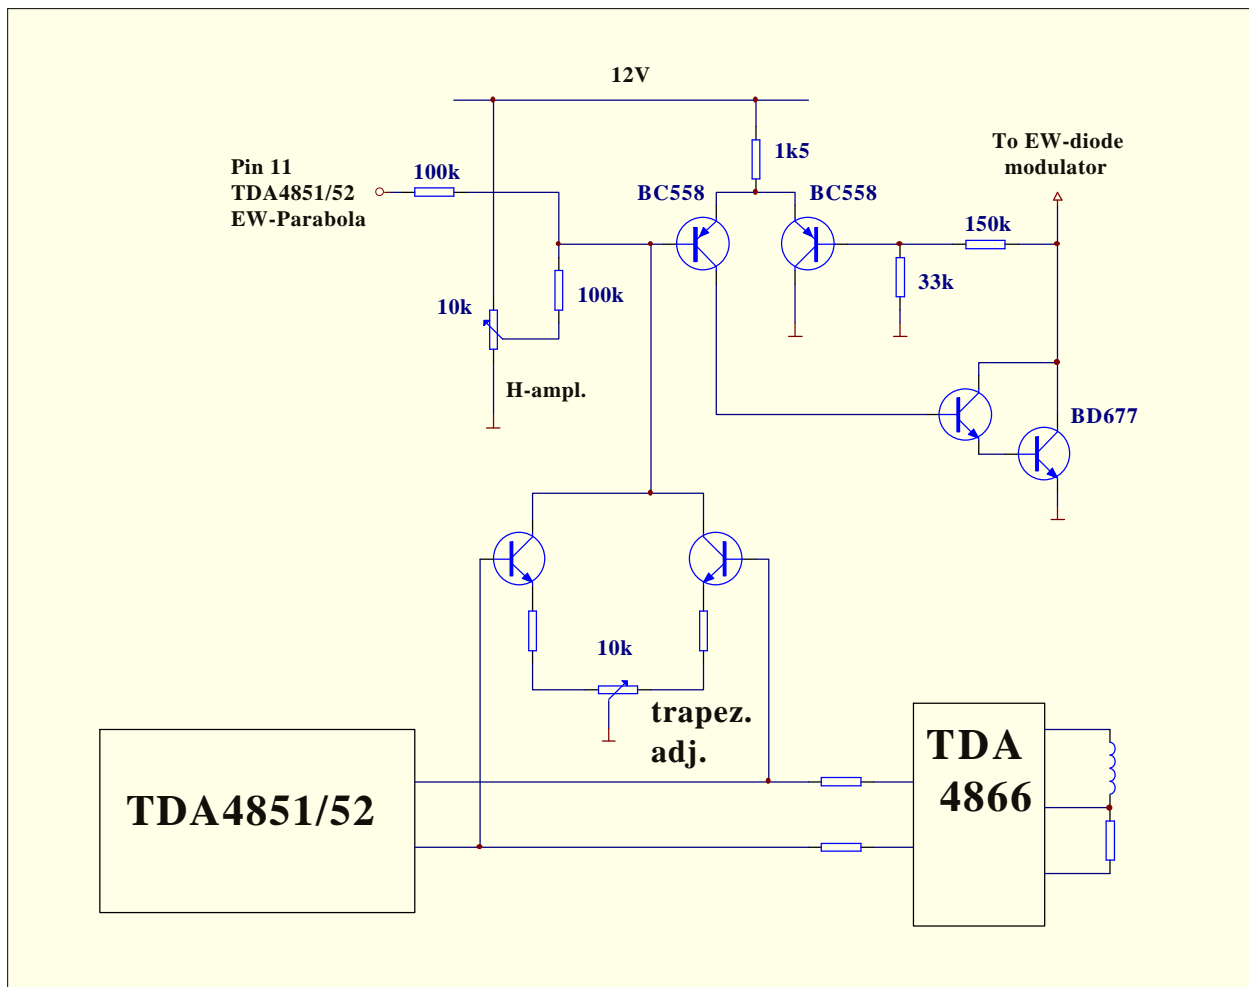 12V
Pin 11
TDA4851/52
EW-Parabola
100k
1k5
To EW-diode
modulator
BC558
BC558
150k
33k
100k
10k
H-ampl.
BD677
10k
trapez.
adj.
TDA4851/52
TDA
4866